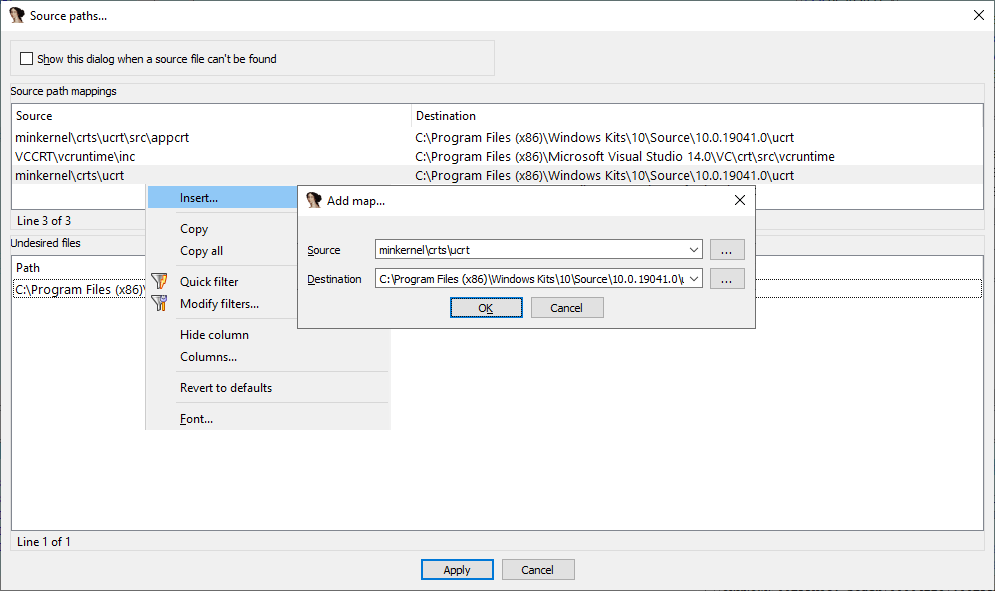 Source paths...
Show this dialog when a source file can't be found
Source path mappings
Source Destination
minkernel\crts\ucrt\src\appcrt C:\Program Files (x86)\Windows Kits\10\Source\10.0.19041.0\ucrt
VCCRT\vcruntime\inc C:\Program Files (x86)\Microsoft Visual Studio 14.0\VC\crt\src\vcruntime
minkernel\crts\ucrt C:\Program Files (x86)\Windows Kits\10\Source\10.0.19041.0\ucrt
Line 3 of 3
Undesired files
Path
C:\Program Files (x86)\
Insert...
Copy
Copy all
Quick filter
Modify filters...
Hide column
Columns...
Revert to defaults
Font...
Add map...
Source minkernel\crts\ucrt ...
Destination C:\Program Files (x86)\Windows Kits\10\Source\10.0.19041.0\ ...
OK Cancel
Line 1 of 1
Apply Cancel